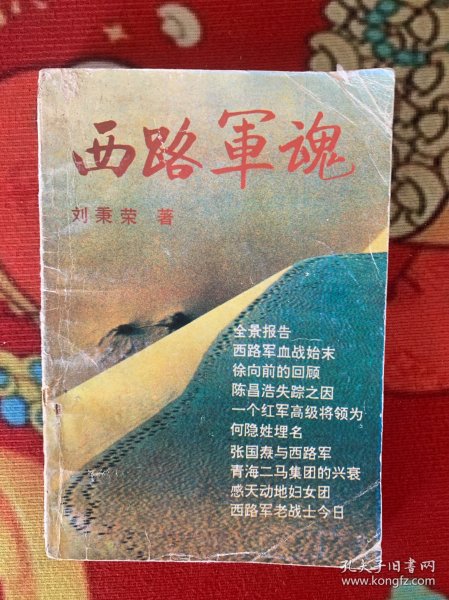 西路軍魂
刘秉荣 著
全景报告
西路军血战始末
徐向前的回顾
陈昌浩失踪之因
一个红军高级将领为
何隐姓埋名
张国焘与西路军
青海二马集团的兴衰
感天动地妇女团
西路军老战士今日
孔夫子旧书网
www.kongfz.com